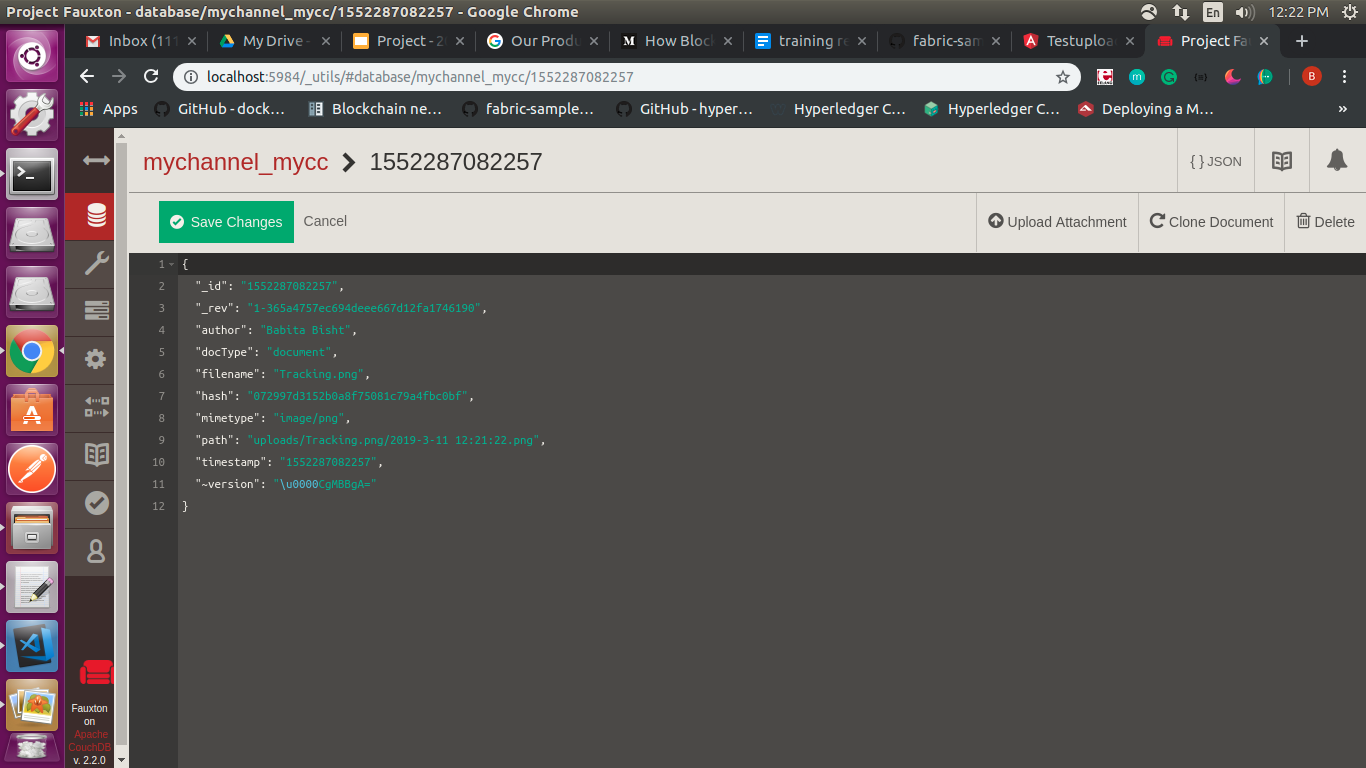 Project Fauxton - database/mychannel_mycc/1552287082257 - Google Chrome
En
12:22 PM
Inbox (111
My Drive -
Project - 20
Our Produ
How Block
training re
fabric-sam
Testupload
Project Fau
localhost:5984/_utils/#database/mychannel_mycc/1552287082257
B
Apps
GitHub - dock...
Blockchain ne...
fabric-sample...
GitHub - hyper...
Hyperledger C...
Hyperledger C...
Deploying a M...
»
mychannel_mycc
1552287082257
{ } JSON
Save Changes
Cancel
Upload Attachment
Clone Document
Delete
1 {
2 "_id": "1552287082257",
3 "_rev": "1-365a4757ec694deee667d12fa1746190",
4 "author": "Babita Bisht",
5 "docType": "document",
6 "filename": "Tracking.png",
7 "hash": "072997d3152b0a8f75081c79a4fbc0bf",
8 "mimetype": "image/png",
9 "path": "uploads/Tracking.png/2019-3-11 12:21:22.png",
10 "timestamp": "1552287082257",
11 "~version": "\u0000CgMBBgA="
12 }
Fauxton
on
Apache
CouchDB
v. 2.2.0